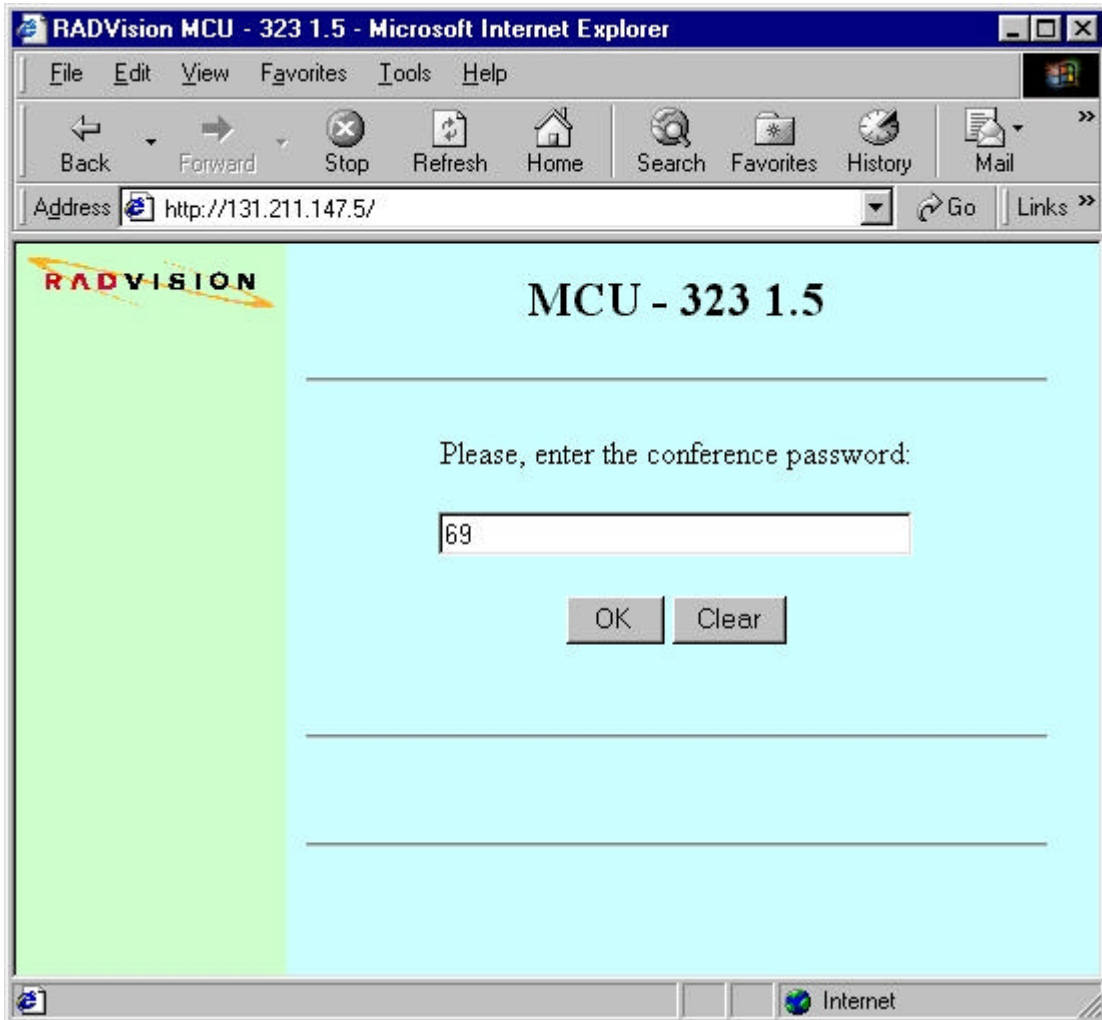 RADVision MCU - 323 1.5 - Microsoft Internet Explorer
File Edit View Favorites Tools Help
Back Forward Stop Refresh Home Search Favorites History Mail »
Address http://131.211.147.5/ Go Links »
RADVISION
MCU - 323 1.5
Please, enter the conference password:
69
OK Clear
Internet